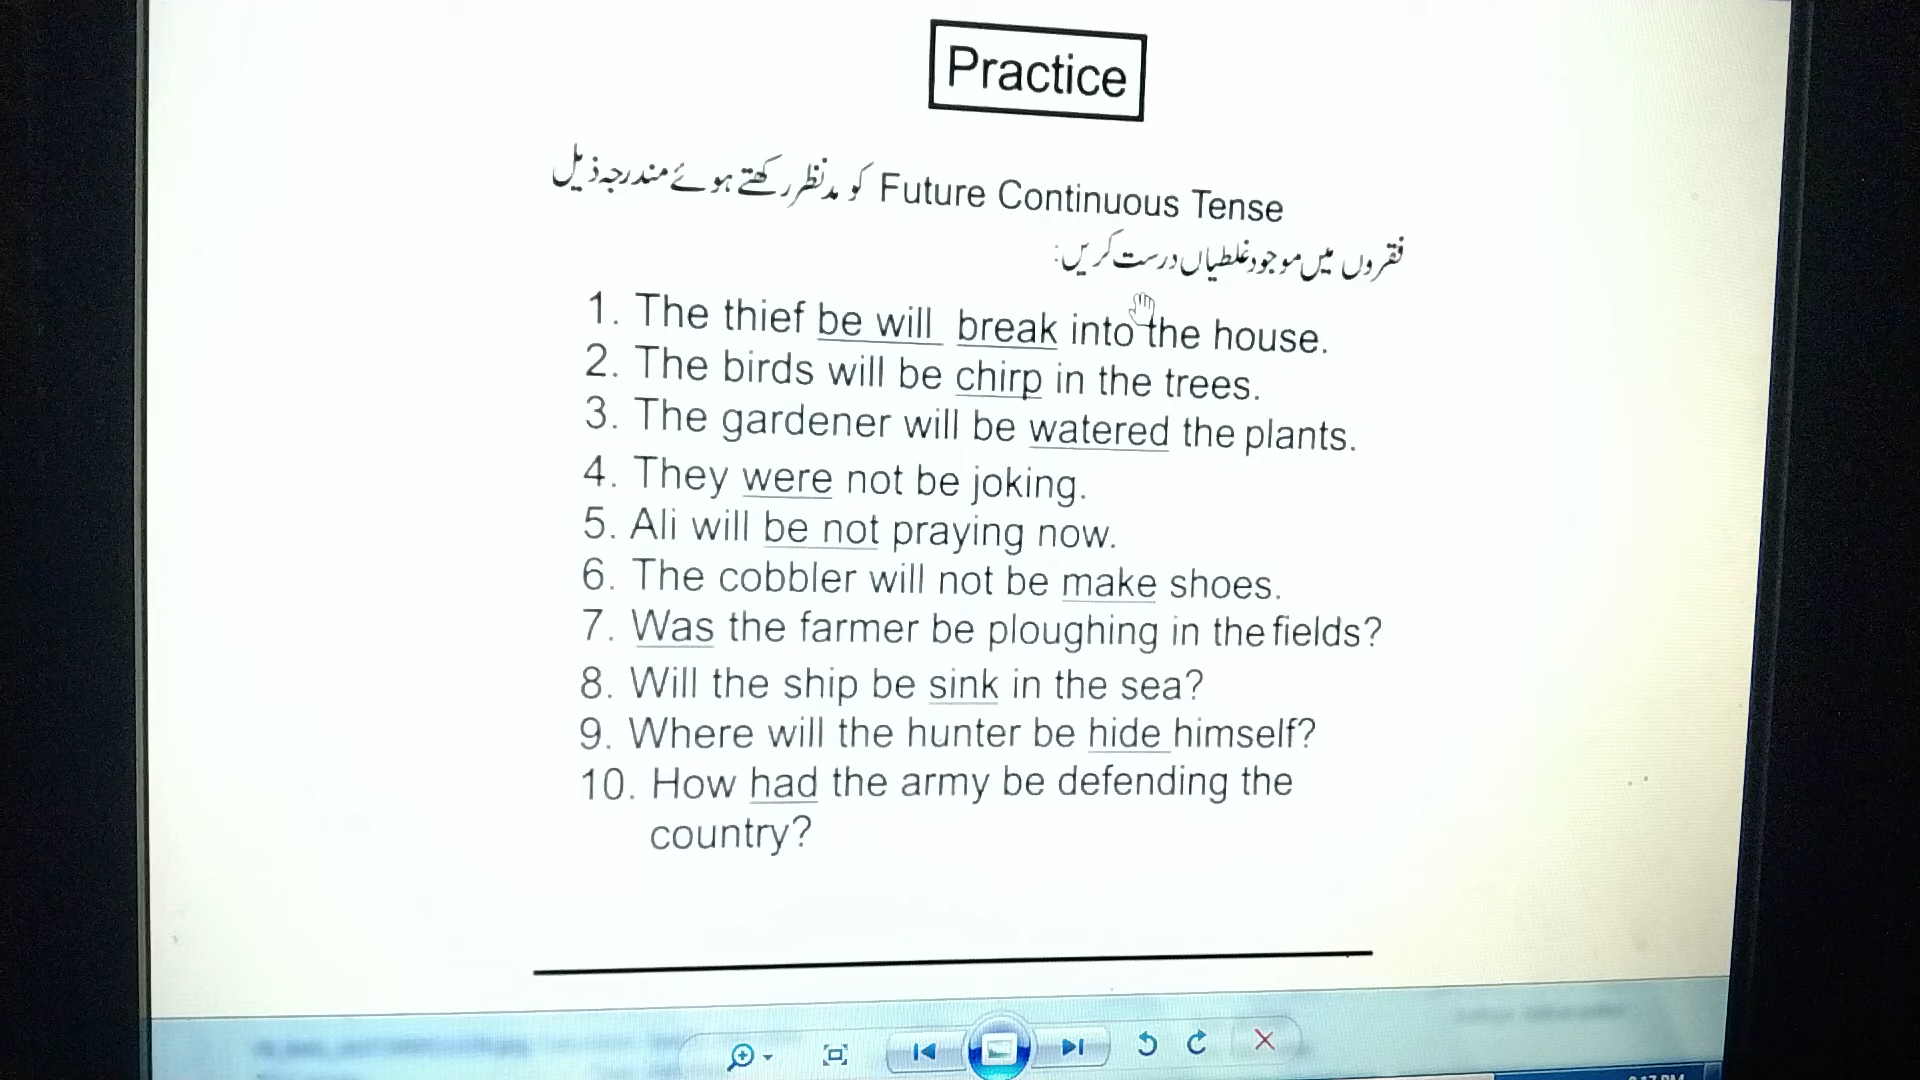 Practice
Future Continuous Tense کو مدنظر رکھتے ہوئے مندرجہ ذیل
فقروں میں موجود غلطیاں درست کریں:
1. The thief be will break into the house.
2. The birds will be chirp in the trees.
3. The gardener will be watered the plants.
4. They were not be joking.
5. Ali will be not praying now.
6. The cobbler will not be make shoes.
7. Was the farmer be ploughing in the fields?
8. Will the ship be sink in the sea?
9. Where will the hunter be hide himself?
10. How had the army be defending the
country?